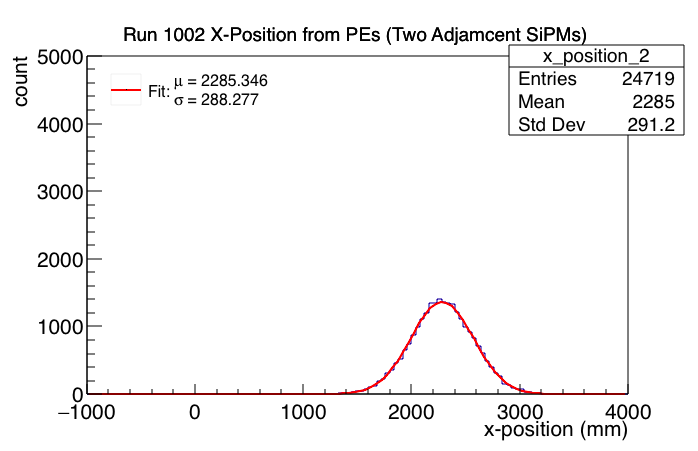 Run 1002 X-Position from PEs (Two Adjamcent SiPMs)
x_position_2
Entries 24719
Mean 2285
Std Dev 291.2
Fit: μ = 2285.346
σ = 288.277
count
5000
4000
3000
2000
1000
0
−1000 0 1000 2000 3000 4000
x-position (mm)